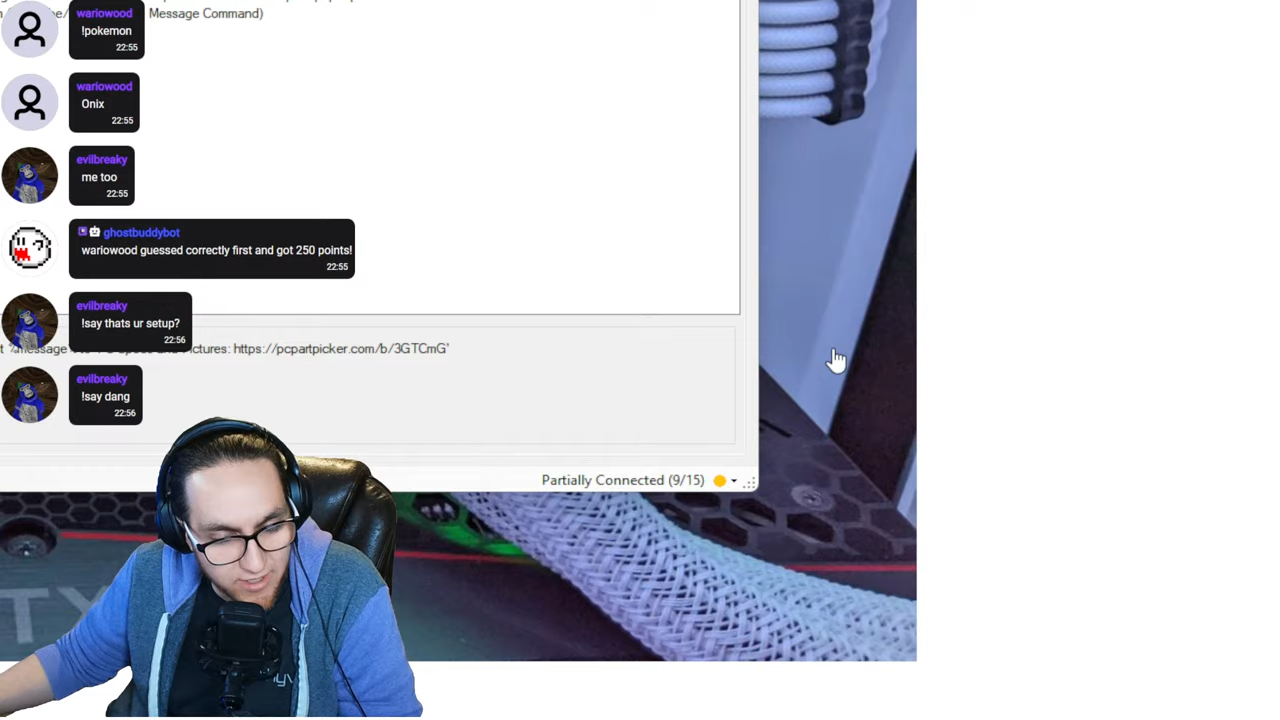 Message Command)
wariowood
!pokemon
22:55
wariowood
Onix
22:55
evilbreaky
me too
22:55
ghostbuddybot
wariowood guessed correctly first and got 250 points!
22:55
evilbreaky
!say thats ur setup?
22:56
ictures: https://pcpartpicker.com/b/3GTCmG'
evilbreaky
!say dang
22:56
Partially Connected (9/15)
TY